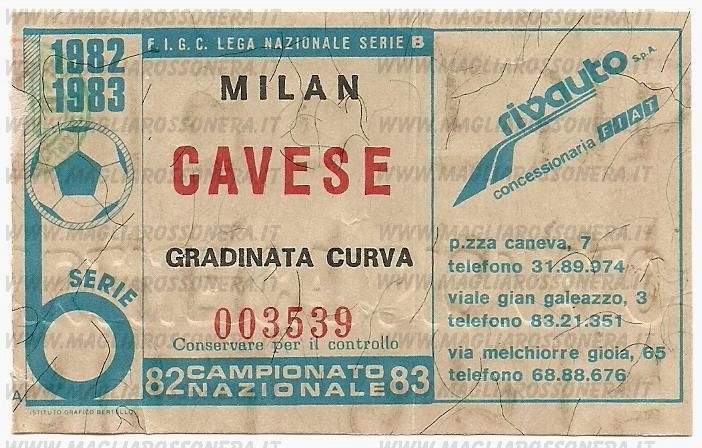 1982
1983
F.I.G.C. LEGA NAZIONALE SERIE B
MILAN
CAVESE
GRADINATA CURVA
003539
Conservare per il controllo
82 CAMPIONATO NAZIONALE 83
SERIE
b
A
ISTITUTO GRAFICO BERTELLO
rivauto S.p.A.
concessionaria FIAT
p.zza caneva, 7
telefono 31.89.974
viale gian galeazzo, 3
telefono 83.21.351
via melchiorre gioia, 65
telefono 68.88.676
WWW.MAGLIAROSSONERA.IT